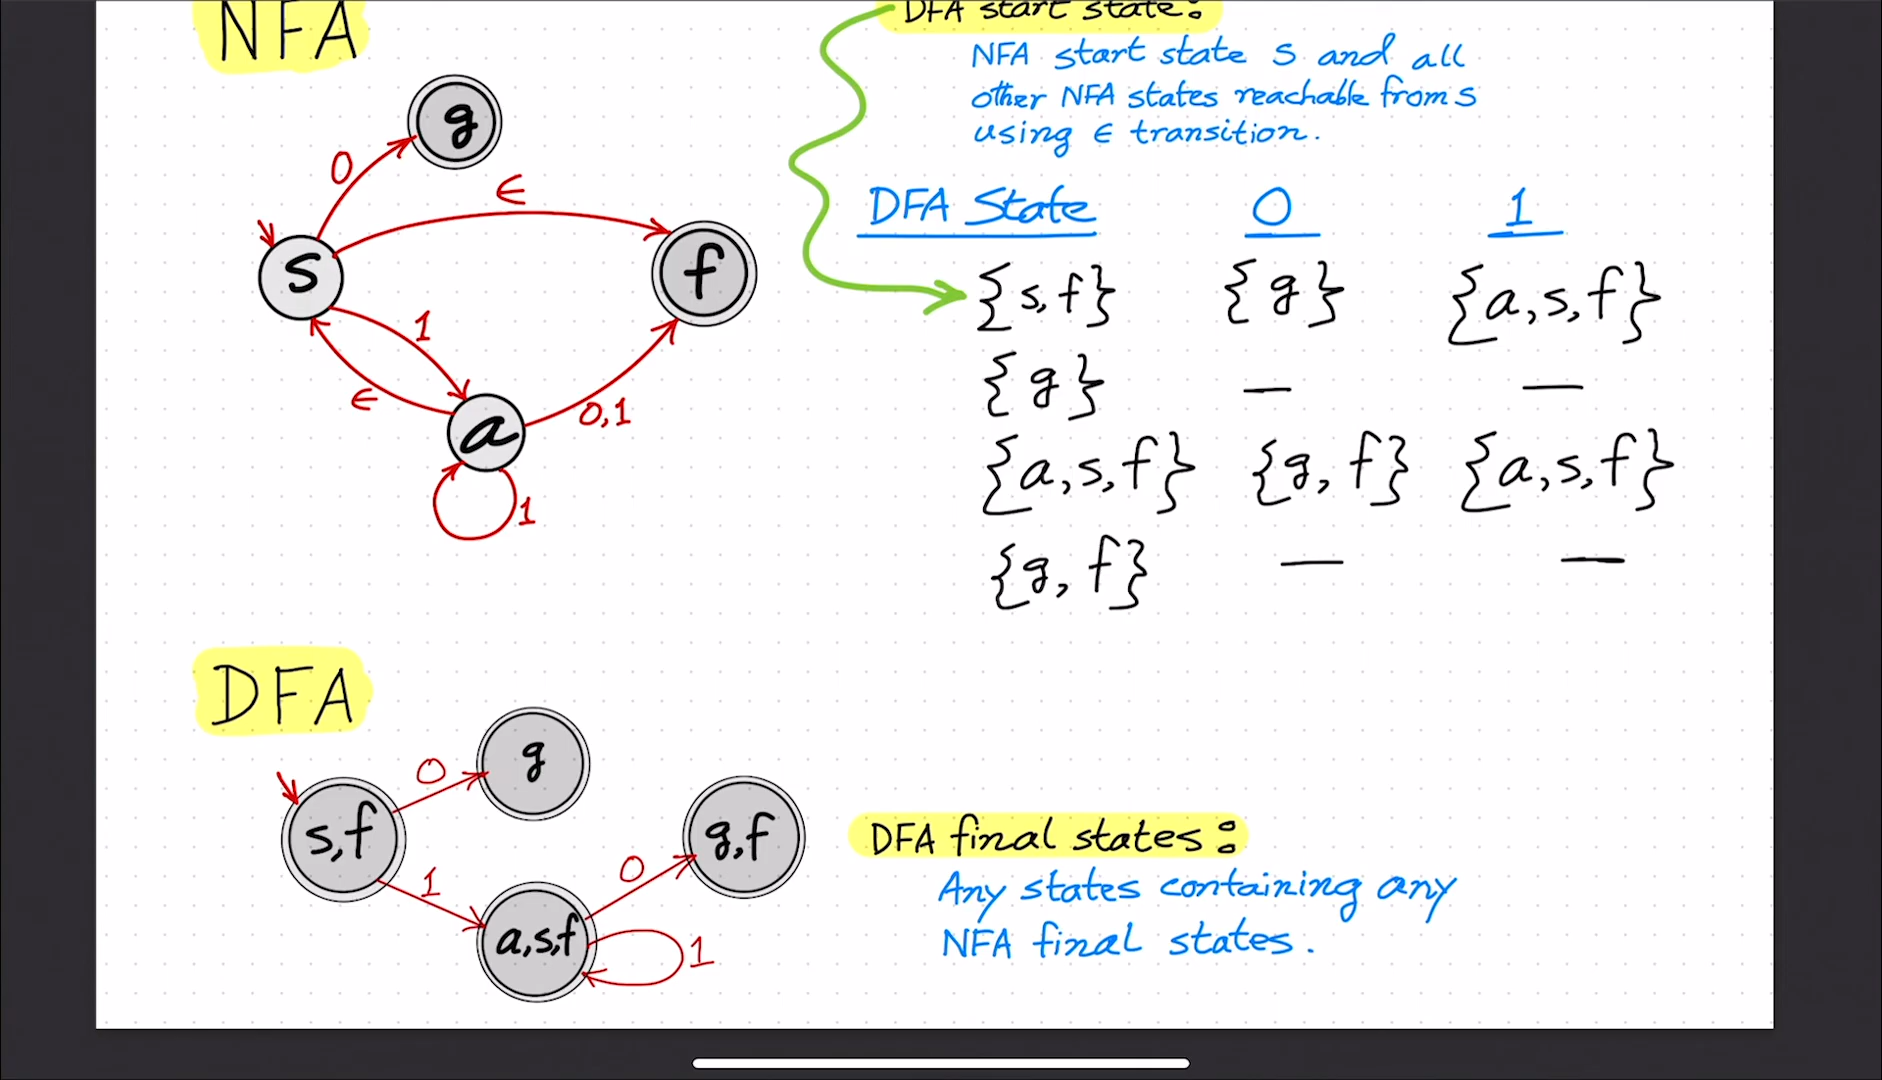 NFA
g
0
ϵ
s
f
1
ϵ
a
0,1
1
DFA start state:
NFA start state s and all
other NFA states reachable from s
using ϵ transition.
DFA State 0 1
{s,f} {g} {a,s,f}
{g} — —
{a,s,f} {g,f} {a,s,f}
{g,f} — —
DFA
g
0
s,f
g,f
1
0
a,s,f
1
DFA final states:
Any states containing any
NFA final states.